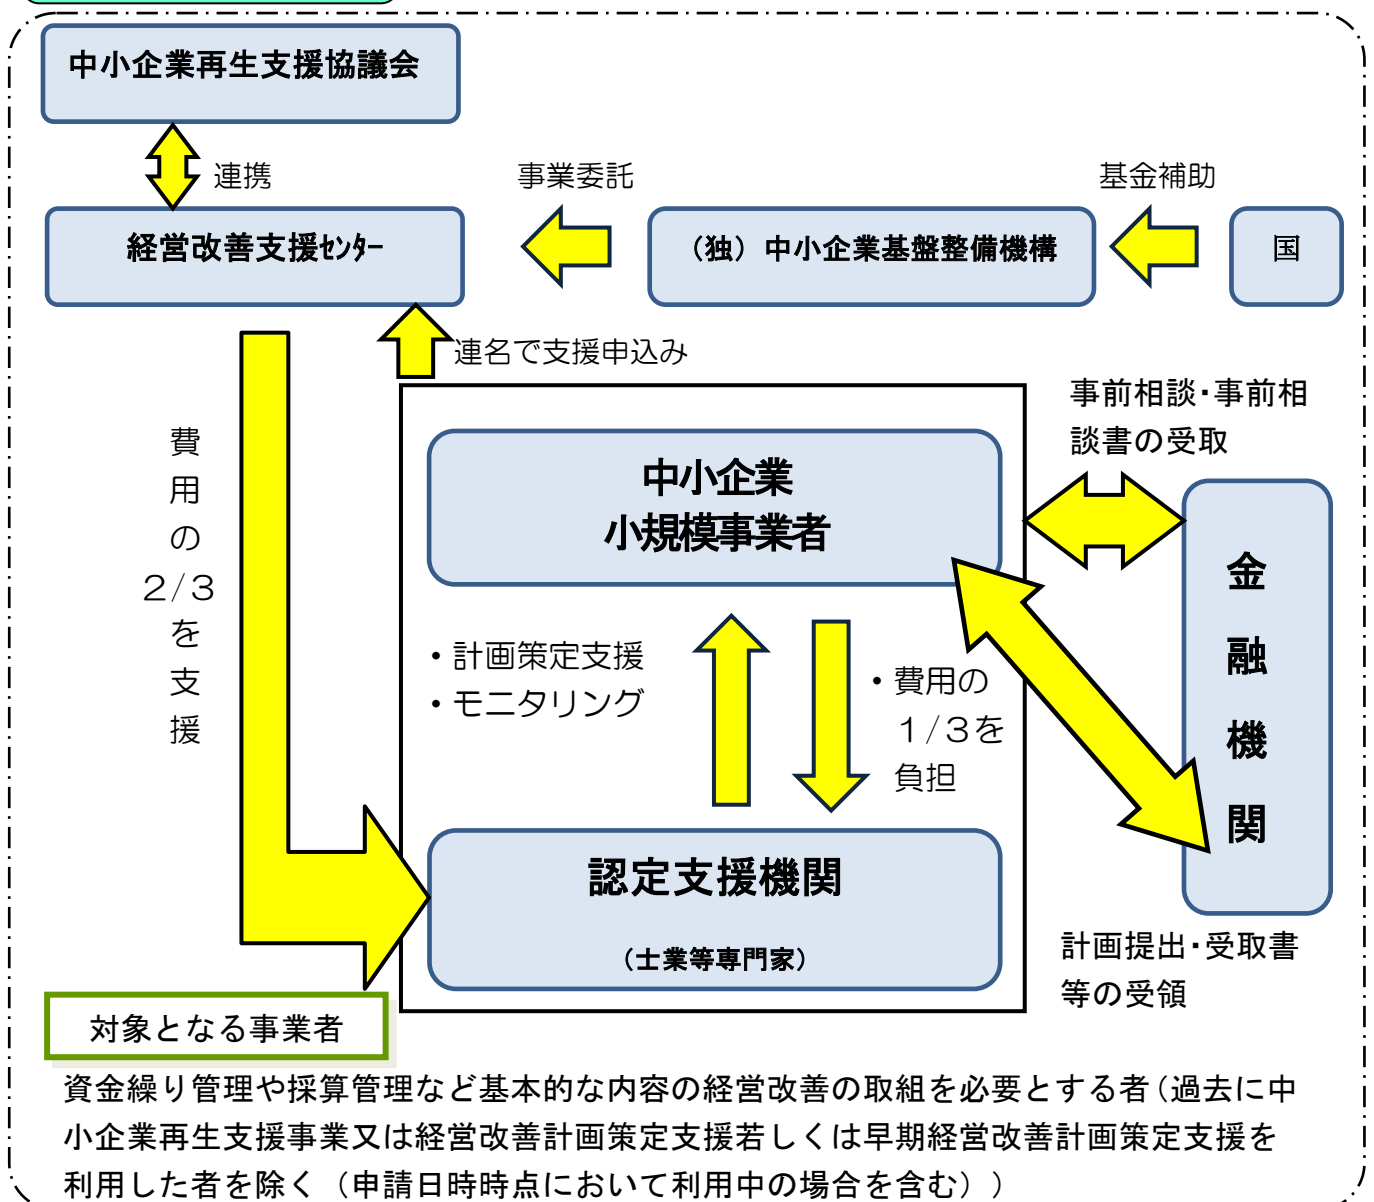 中小企業再生支援協議会
連携
事業委託
基金補助
経営改善支援ｾﾝﾀｰ
（独）中小企業基盤整備機構
国
連名で支援申込み
事前相談・事前相
談書の受取
費用の２/３を支援
中小企業
小規模事業者
金融機関
・計画策定支援
・モニタリング
・費用の
１/３を
負担
認定支援機関
（士業等専門家）
計画提出・受取書
等の受領
対象となる事業者
資金繰り管理や採算管理など基本的な内容の経営改善の取組を必要とする者（過去に中
小企業再生支援事業又は経営改善計画策定支援若しくは早期経営改善計画策定支援を
利用した者を除く（申請日時時点において利用中の場合を含む））